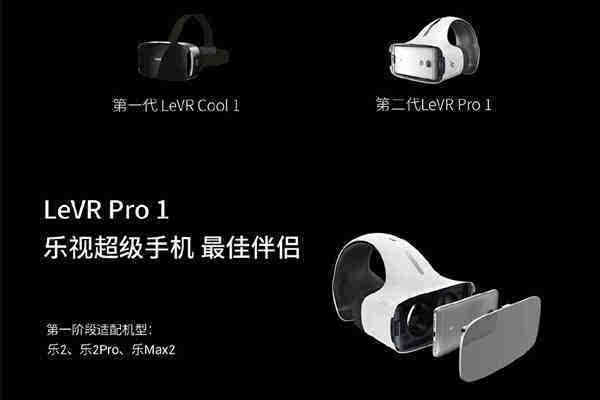 第一代 LeVR Cool 1
第二代LeVR Pro 1
LeVR Pro 1
乐视超级手机 最佳伴侣
第一阶段适配机型：
乐2、乐2Pro、乐Max2